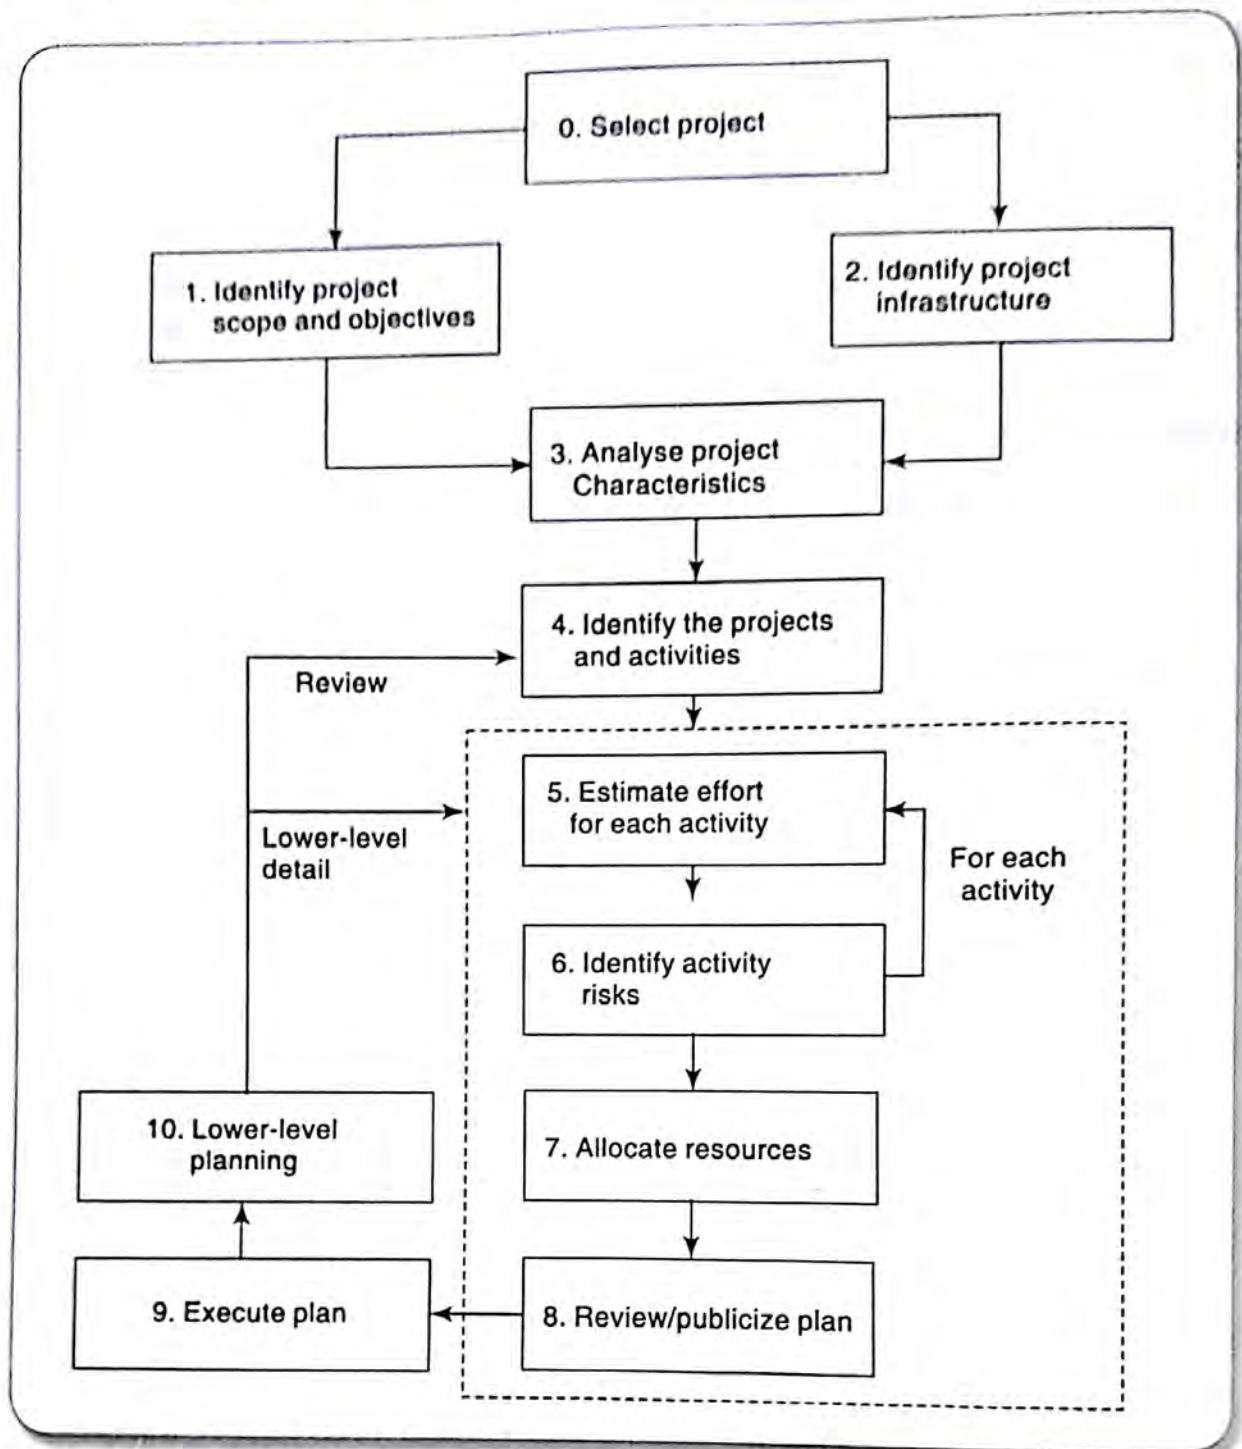 0. Select project
1. Identify project
scope and objectives
2. Identify project
infrastructure
3. Analyse project
Characteristics
4. Identify the projects
and activities
Review
5. Estimate effort
for each activity
Lower-level
detail
For each
activity
6. Identify activity
risks
7. Allocate resources
10. Lower-level
planning
8. Review/publicize plan
9. Execute plan